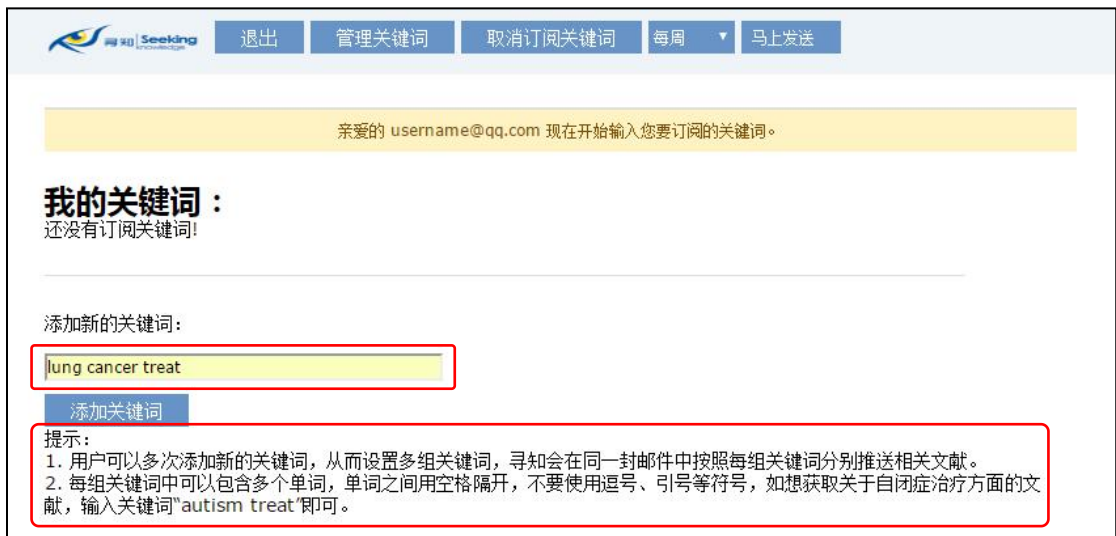 寻知 Seeking
knowledge
退出 管理关键词 取消订阅关键词 每周 马上发送
亲爱的 username@qq.com 现在开始输入您要订阅的关键词。
我的关键词：
还没有订阅关键词!
添加新的关键词：
lung cancer treat
添加关键词
提示：
1. 用户可以多次添加新的关键词，从而设置多组关键词，寻知会在同一封邮件中按照每组关键词分别推送相关文献。
2. 每组关键词中可以包含多个单词，单词之间用空格隔开，不要使用逗号、引号等符号，如想获取关于自闭症治疗方面的文
献，输入关键词"autism treat"即可。